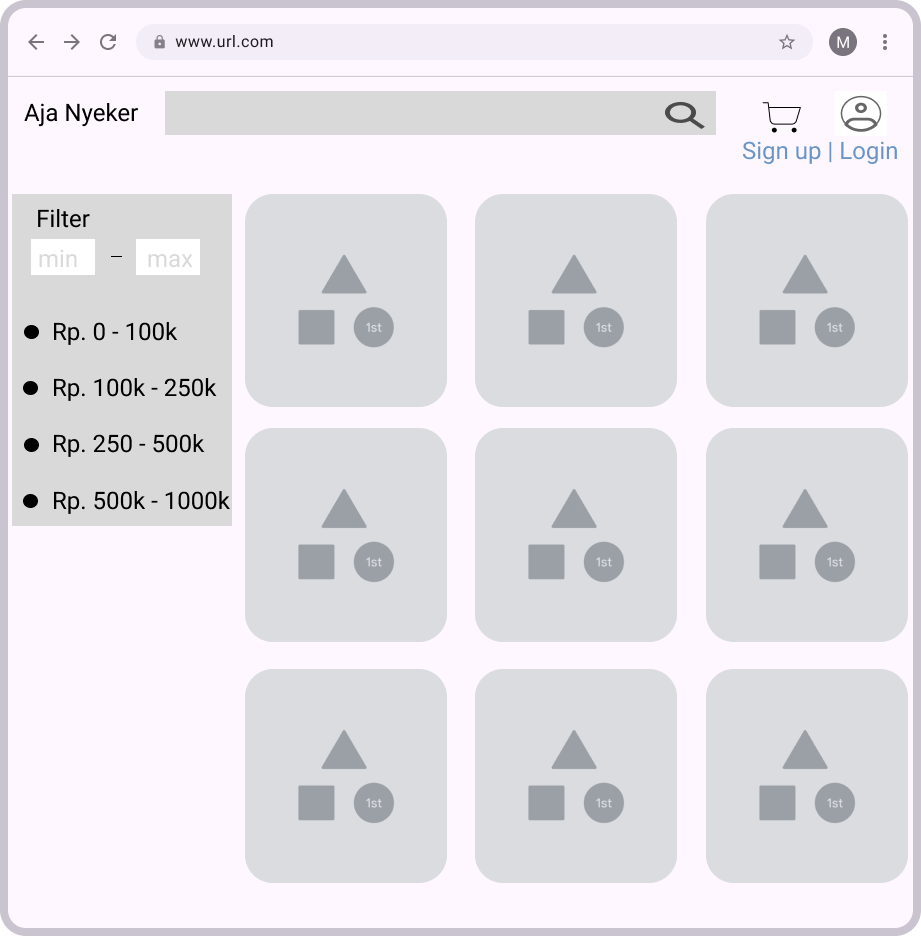 www.url.com
M
Aja Nyeker
Sign up | Login
Filter
min – max
Rp. 0 - 100k
Rp. 100k - 250k
Rp. 250 - 500k
Rp. 500k - 1000k
1st 1st 1st
1st 1st 1st
1st 1st 1st